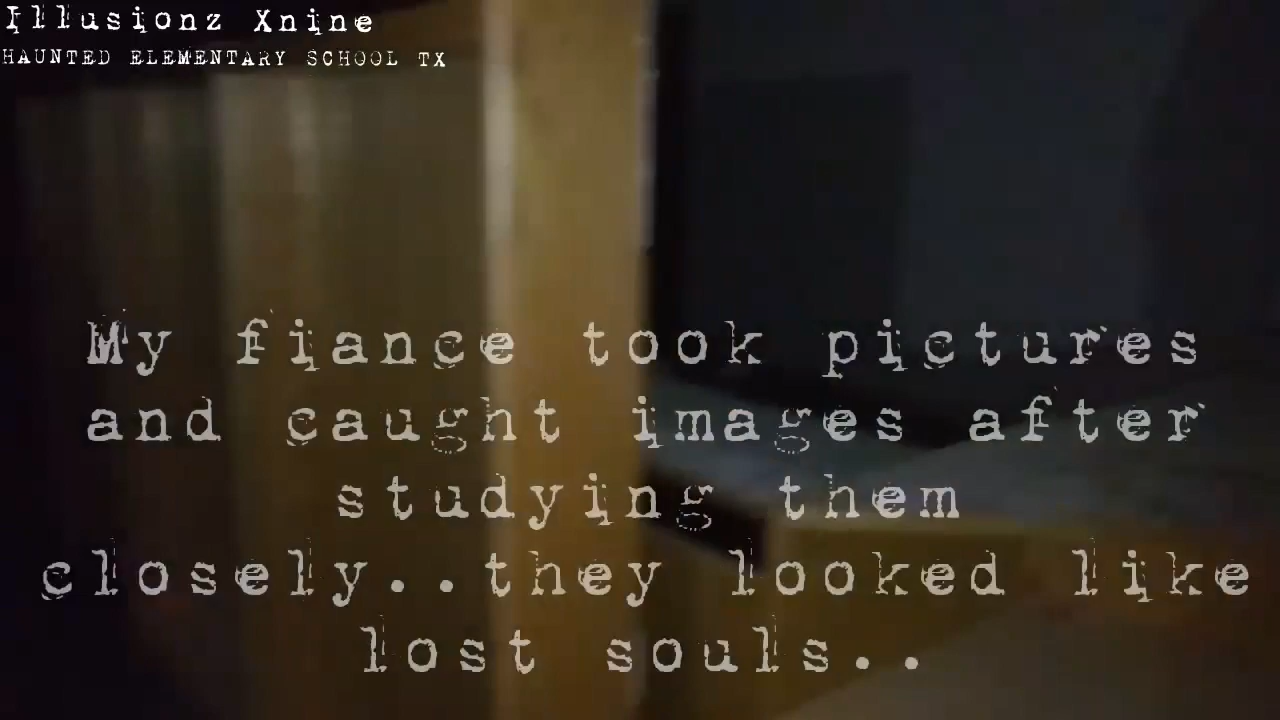 Illusionz Xnine
HAUNTED ELEMENTARY SCHOOL TX
My fiance took pictures
and caught images after
studying them
closely..they looked like
lost souls..